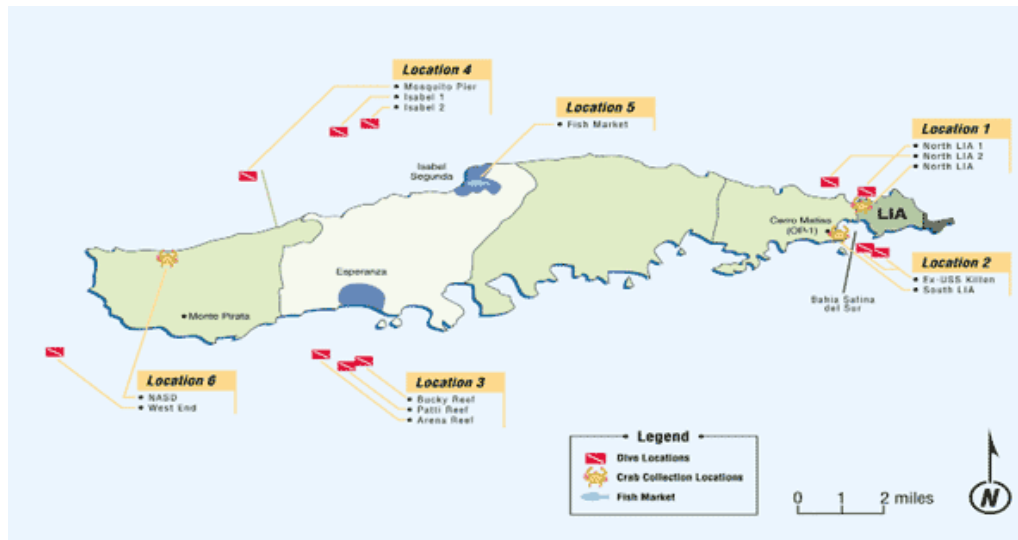 Location 4
Mosquito Pier
Isabel 1
Isabel 2
Location 5
Fish Market
Location 1
North LIA 1
North LIA 2
North LIA
Isabel
Segunda
LIA
Cerro Matias
(OP-1)
Location 2
Ex-USS Killen
South LIA
Bahia Salina
del Sur
Esperanza
Monte Pirata
Location 6
NASD
West End
Location 3
Bucky Reef
Patti Reef
Arena Reef
Legend
Dive Locations
Crab Collection Locations
Fish Market
0 1 2 miles
N